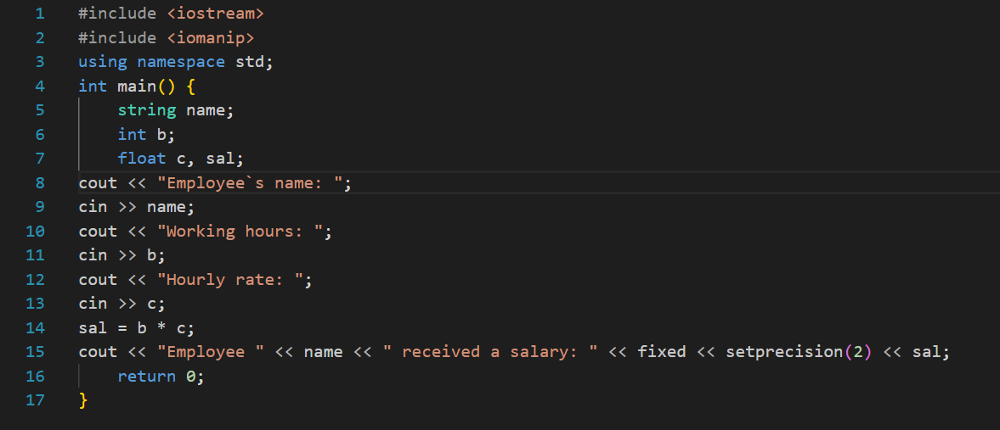 1 #include <iostream>
2 #include <iomanip>
3 using namespace std;
4 int main() {
5     string name;
6     int b;
7     float c, sal;
8 cout << "Employee`s name: ";
9 cin >> name;
10 cout << "Working hours: ";
11 cin >> b;
12 cout << "Hourly rate: ";
13 cin >> c;
14 sal = b * c;
15 cout << "Employee " << name << " received a salary: " << fixed << setprecision(2) << sal;
16     return 0;
17 }